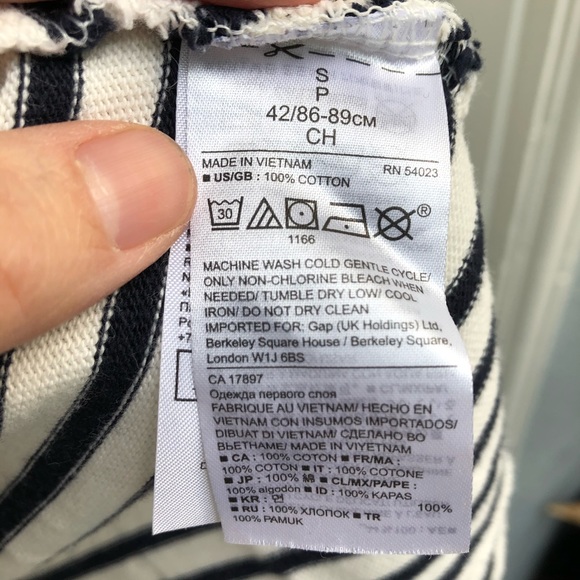 S
P
42/86-89см
CH
MADE IN VIETNAM RN 54023
■ US/GB : 100% COTTON
30
®
1166
MACHINE WASH COLD GENTLE CYCLE/
ONLY NON-CHLORINE BLEACH WHEN
NEEDED/ TUMBLE DRY LOW/ COOL
IRON/ DO NOT DRY CLEAN
IMPORTED FOR: Gap (UK Holdings) Ltd,
Berkeley Square House / Berkeley Square,
London W1J 6BS
CA 17897
Одежда первого слоя
FABRIQUE AU VIETNAM/ HECHO EN
VIETNAM CON INSUMOS IMPORTADOS/
DIBUAT DI VIETNAM/ СДЕЛАНО ВО
ВЬЕТНАМЕ/ MADE IN VIYETNAM
■ CA : 100% COTTON ■ FR/MA :
100% COTON ■ IT : 100% COTONE
■ JP : 100% 綿 ■ CL/MX/PA/PE :
100% algodón ■ ID : 100% KAPAS
■ KR : 면 100%
■ RU : 100% ХЛОПОК ■ TR
100% PAMUK